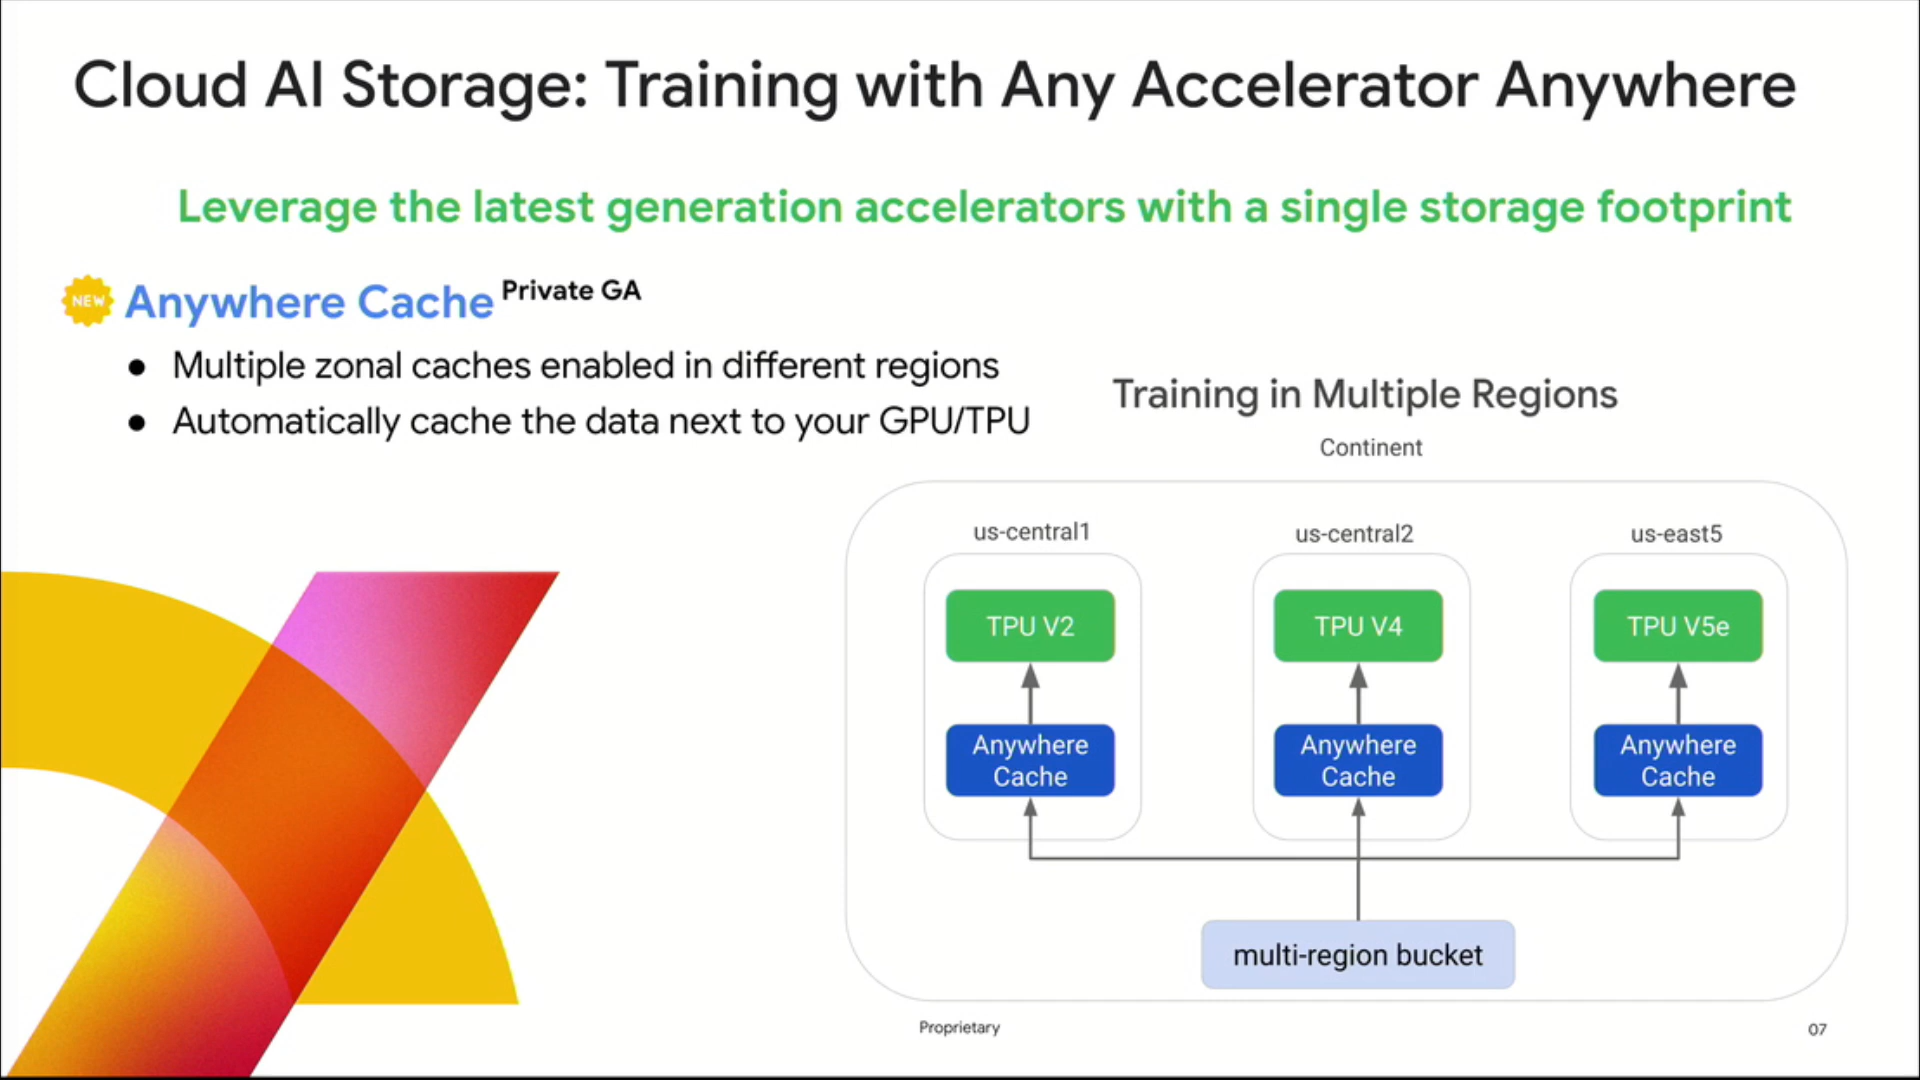 Cloud AI Storage: Training with Any Accelerator Anywhere
Leverage the latest generation accelerators with a single storage footprint
NEW Anywhere Cache Private GA
● Multiple zonal caches enabled in different regions
● Automatically cache the data next to your GPU/TPU
Training in Multiple Regions
Continent
us-central1
us-central2
us-east5
TPU V2
TPU V4
TPU V5e
Anywhere
Cache
Anywhere
Cache
Anywhere
Cache
multi-region bucket
Proprietary
07